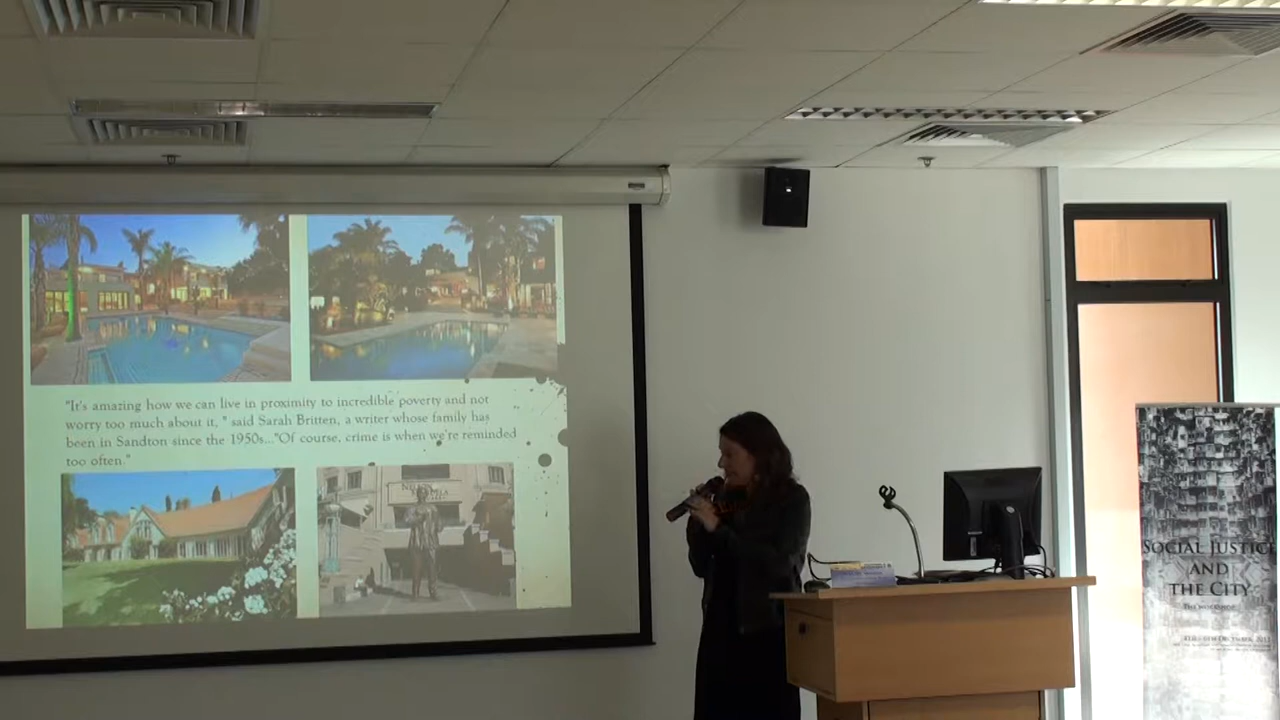 "It's amazing how we can live in proximity to incredible poverty and not
worry too much about it, " said Sarah Britten, a writer whose family has
been in Sandton since the 1950s..."Of course, crime is when we're reminded
too often."
Social Justice
and
the City